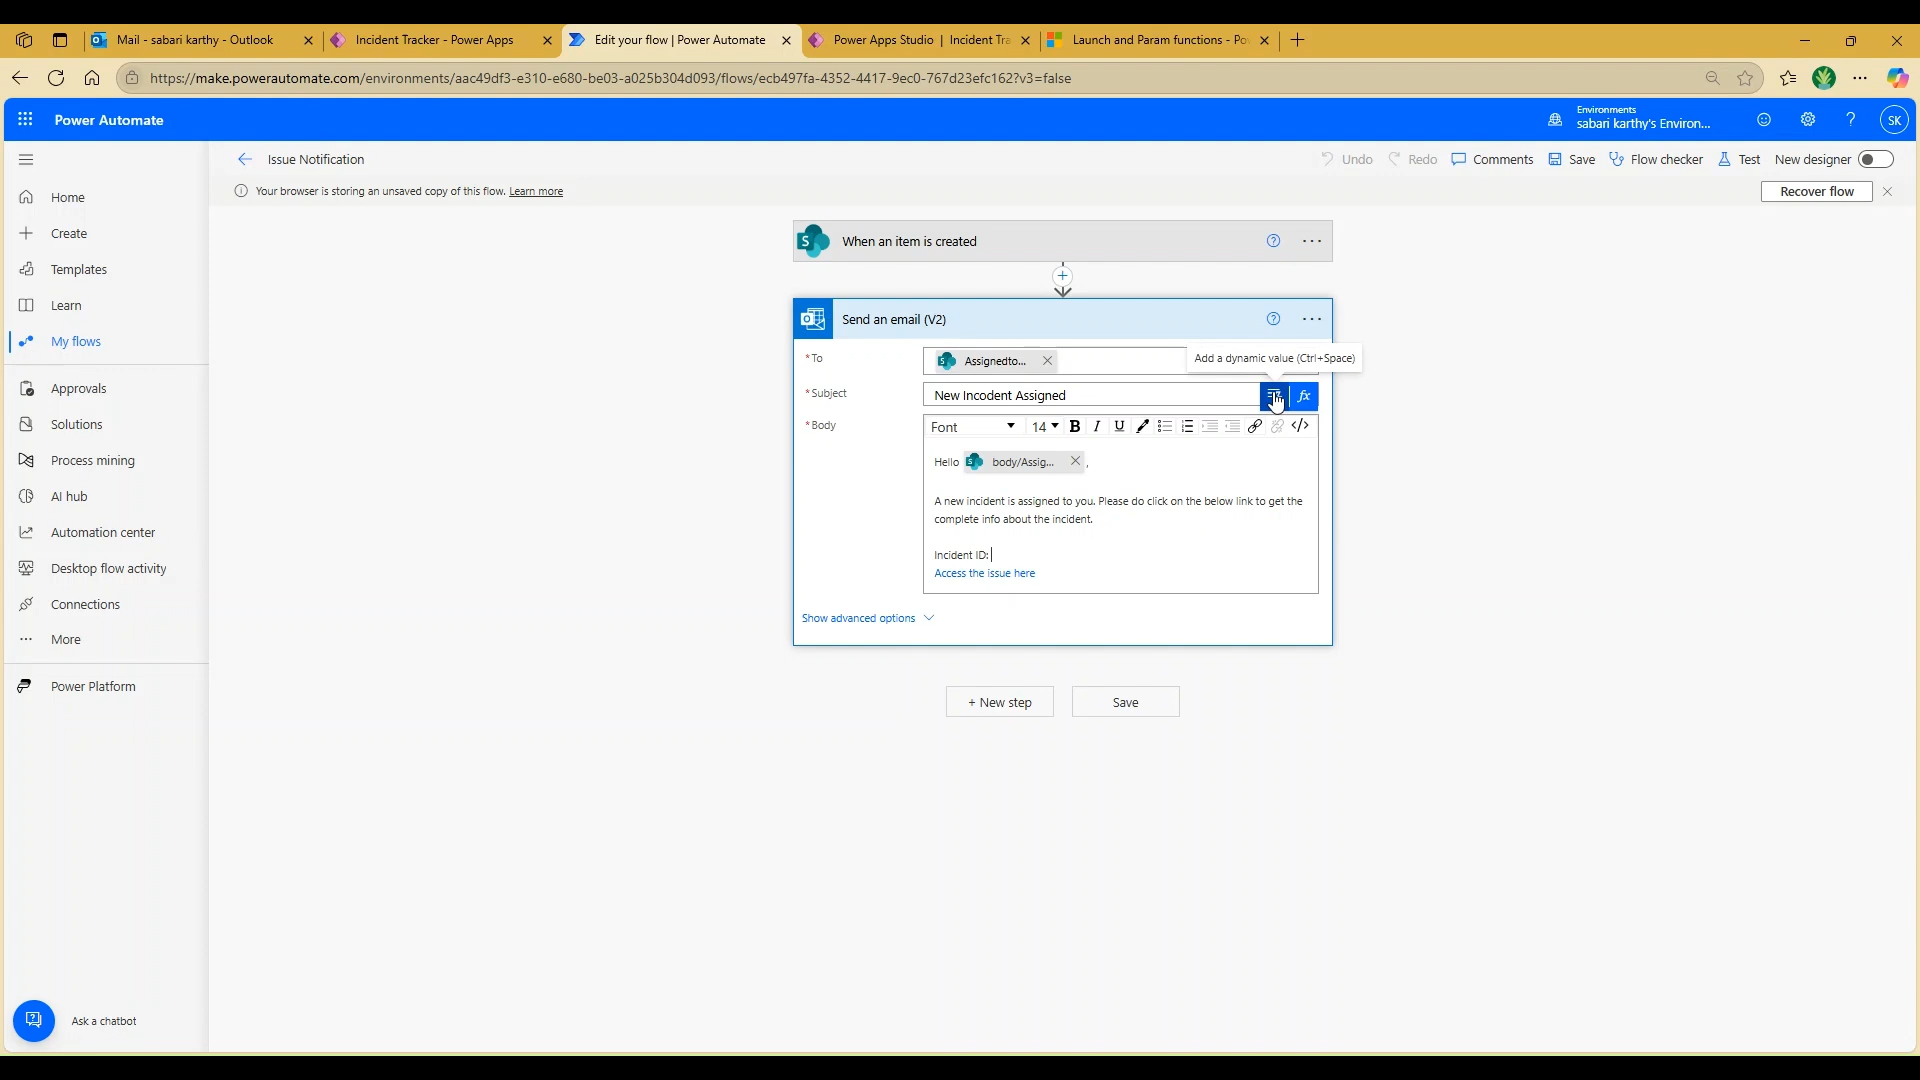 Mail - sabari karthy - Outlook
Incident Tracker - Power Apps
Edit your flow | Power Automate
Power Apps Studio | Incident Tra
Launch and Param functions - Po
https://make.powerautomate.com/environments/aac49df3-e310-e680-be03-a025b304d093/flows/ecb497fa-4352-4417-9ec0-767d23efc162?v3=false
Power Automate
Environments
sabari karthy's Environ...
SK
Issue Notification
Undo
Redo
Comments
Save
Flow checker
Test
New designer
Your browser is storing an unsaved copy of this flow. Learn more
Recover flow
Home
Create
Templates
Learn
My flows
Approvals
Solutions
Process mining
AI hub
Automation center
Desktop flow activity
Connections
More
Power Platform
Ask a chatbot
When an item is created
Send an email (V2)
* To
Assignedto...
Add a dynamic value (Ctrl+Space)
* Subject
New Incodent Assigned
fx
* Body
Font
14
B
I
U
</>
Hello body/Assig... ,
A new incident is assigned to you. Please do click on the below link to get the
complete info about the incident.
Incident ID:
Access the issue here
Show advanced options
+ New step
Save